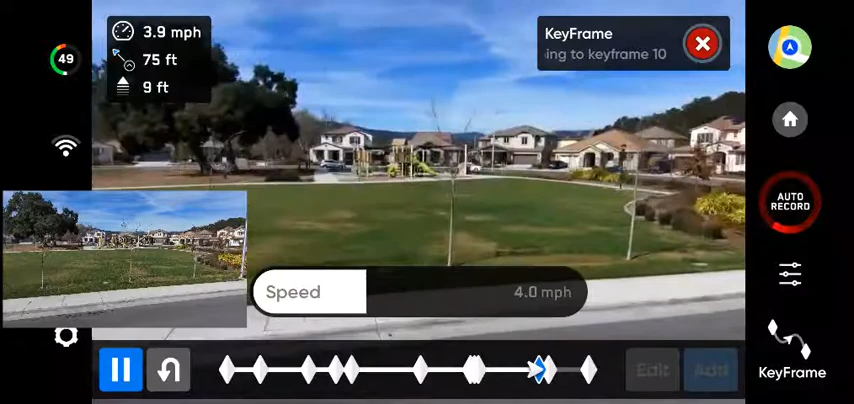 3.9 mph
75 ft
9 ft
KeyFrame
ing to keyframe 10
49
AUTO
RECORD
Speed
4.0 mph
Edit
Add
KeyFrame